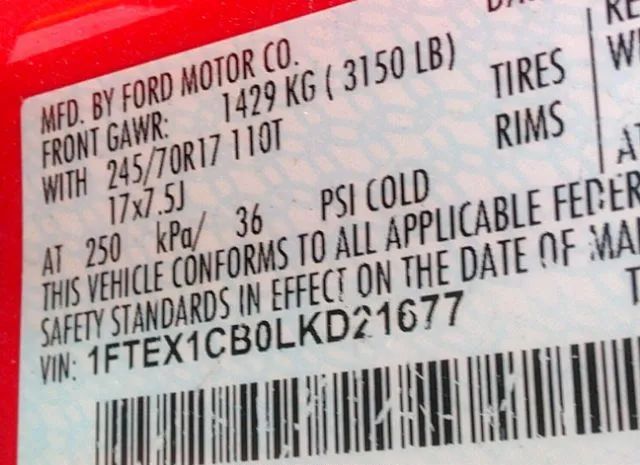 MFD. BY FORD MOTOR CO.
FRONT GAWR: 1429 KG ( 3150 LB)
WITH 245/70R17 110T TIRES
17x7.5J RIMS
AT 250 kPa/ 36 PSI COLD
THIS VEHICLE CONFORMS TO ALL APPLICABLE FEDER
SAFETY STANDARDS IN EFFECT ON THE DATE OF MA
VIN: 1FTEX1CB0LKD21677